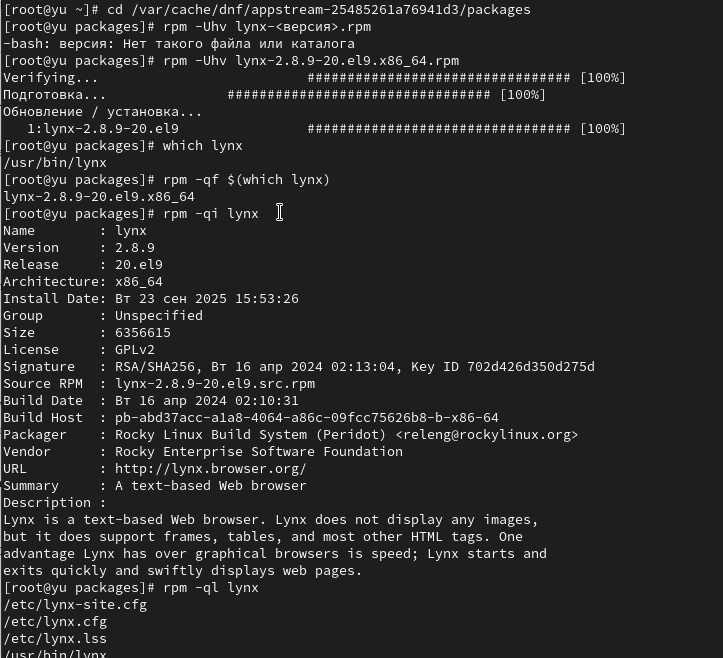 [root@yu ~]# cd /var/cache/dnf/appstream-25485261a76941d3/packages
[root@yu packages]# rpm -Uhv lynx-<версия>.rpm
-bash: версия: Нет такого файла или каталога
[root@yu packages]# rpm -Uhv lynx-2.8.9-20.el9.x86_64.rpm
Verifying... ################################# [100%]
Подготовка... ################################# [100%]
Обновление / установка...
1:lynx-2.8.9-20.el9 ################################# [100%]
[root@yu packages]# which lynx
/usr/bin/lynx
[root@yu packages]# rpm -qf $(which lynx)
lynx-2.8.9-20.el9.x86_64
[root@yu packages]# rpm -qi lynx
Name : lynx
Version : 2.8.9
Release : 20.el9
Architecture: x86_64
Install Date: Вт 23 сен 2025 15:53:26
Group : Unspecified
Size : 6356615
License : GPLv2
Signature : RSA/SHA256, Вт 16 апр 2024 02:13:04, Key ID 702d426d350d275d
Source RPM : lynx-2.8.9-20.el9.src.rpm
Build Date : Вт 16 апр 2024 02:10:31
Build Host : pb-abd37acc-a1a8-4064-a86c-09fcc75626b8-b-x86-64
Packager : Rocky Linux Build System (Peridot) <releng@rockylinux.org>
Vendor : Rocky Enterprise Software Foundation
URL : http://lynx.browser.org/
Summary : A text-based Web browser
Description :
Lynx is a text-based Web browser. Lynx does not display any images,
but it does support frames, tables, and most other HTML tags. One
advantage Lynx has over graphical browsers is speed; Lynx starts and
exits quickly and swiftly displays web pages.
[root@yu packages]# rpm -ql lynx
/etc/lynx-site.cfg
/etc/lynx.cfg
/etc/lynx.lss
/usr/bin/lynx